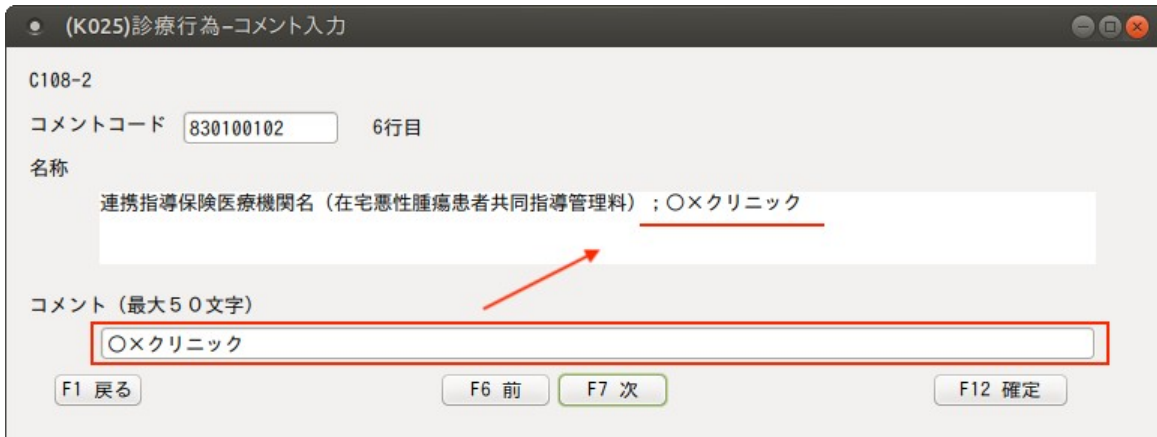 (K025)診療行為−コメント入力
C108-2
コメントコード 830100102 6行目
名称
連携指導保険医療機関名（在宅悪性腫瘍患者共同指導管理料）；〇×クリニック
コメント（最大５０文字）
〇×クリニック
F1 戻る F6 前 F7 次 F12 確定